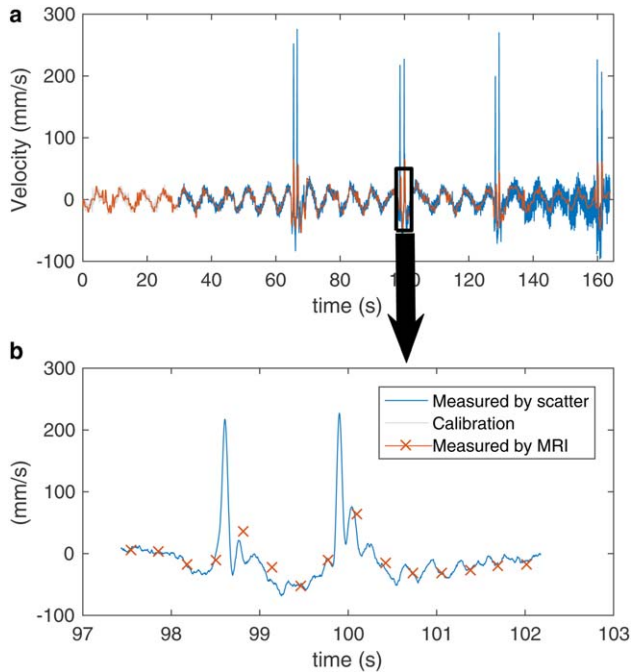 a
300
200
100
0
-100
Velocity (mm/s)
0 20 40 60 80 100 120 140 160
time (s)
b
300
200
100
0
-100
(mm/s)
Measured by scatter
Calibration
Measured by MRI
97 98 99 100 101 102 103
time (s)